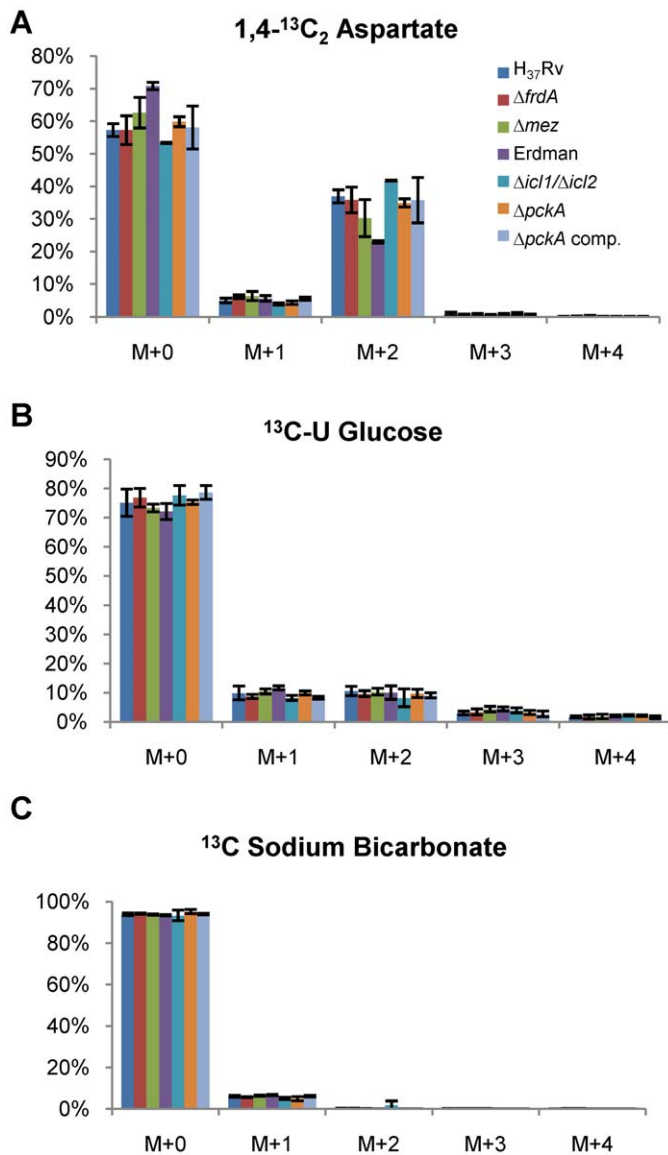 A
1,4-¹³C₂ Aspartate
80%
70%
60%
50%
40%
30%
20%
10%
0%
H₃₇Rv
ΔfrdA
Δmez
Erdman
Δicl1/Δicl2
ΔpckA
ΔpckA comp.
M+0 M+1 M+2 M+3 M+4
B
¹³C-U Glucose
90%
80%
70%
60%
50%
40%
30%
20%
10%
0%
M+0 M+1 M+2 M+3 M+4
C
¹³C Sodium Bicarbonate
100%
80%
60%
40%
20%
0%
M+0 M+1 M+2 M+3 M+4